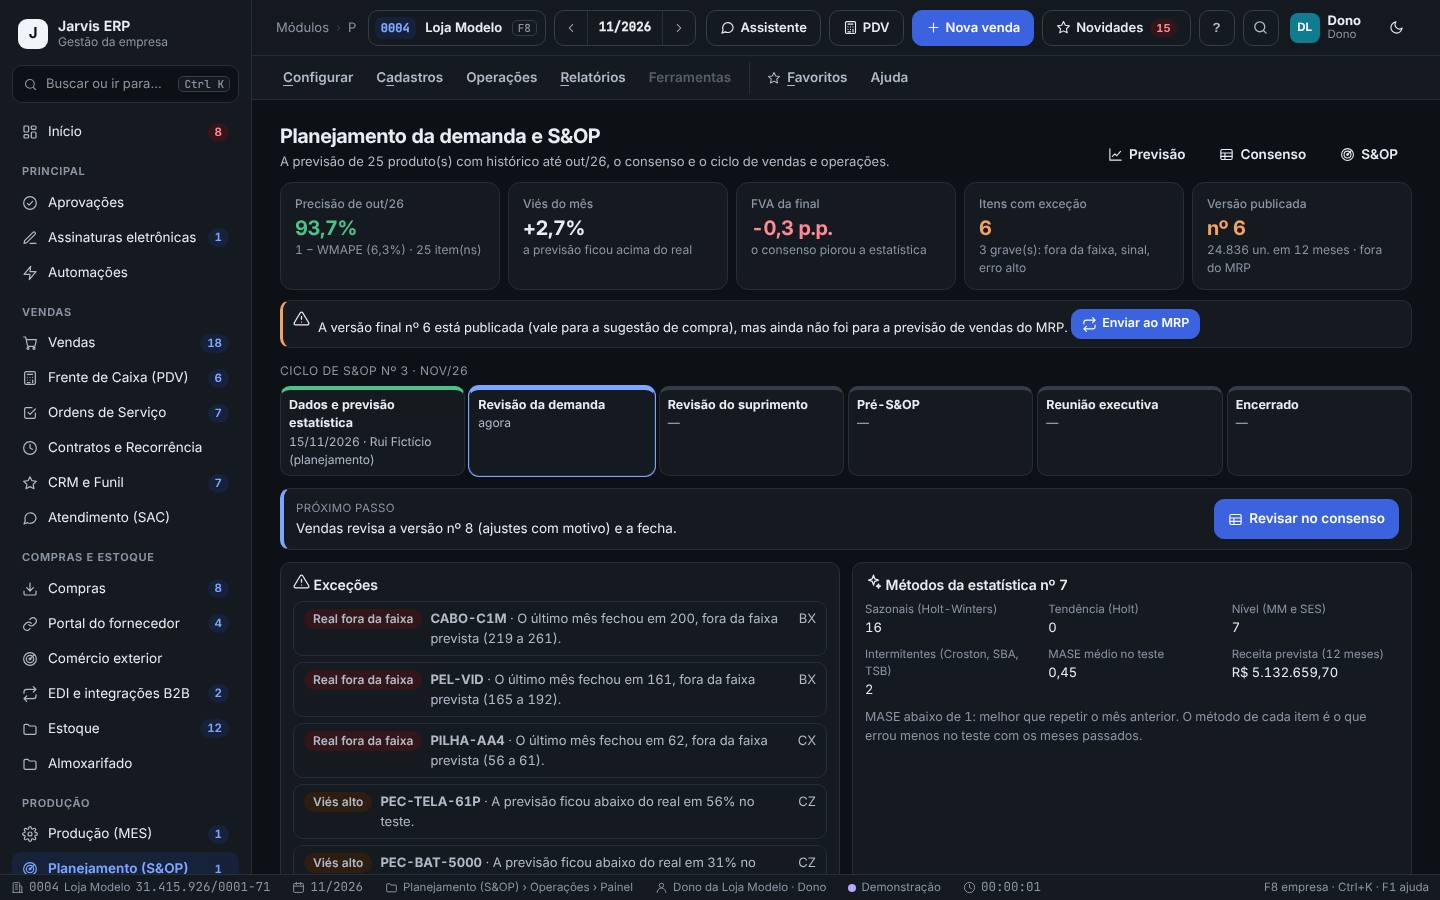 J
Jarvis ERP
Gestão da empresa
Buscar ou ir para... Ctrl K
Início 8
PRINCIPAL
Aprovações
Assinaturas eletrônicas 1
Automações
VENDAS
Vendas 18
Frente de Caixa (PDV) 6
Ordens de Serviço 7
Contratos e Recorrência
CRM e Funil 7
Atendimento (SAC)
COMPRAS E ESTOQUE
Compras 8
Portal do fornecedor 4
Comércio exterior
EDI e integrações B2B 2
Estoque 12
Almoxarifado
PRODUÇÃO
Produção (MES) 1
Planejamento (S&OP) 1
Módulos › P 0004 Loja Modelo F8 ‹ 11/2026 › Assistente PDV + Nova venda Novidades 15 ? DL Dono
Dono
Configurar Cadastros Operações Relatórios Ferramentas Favoritos Ajuda
Planejamento da demanda e S&OP
A previsão de 25 produto(s) com histórico até out/26, o consenso e o ciclo de vendas e operações.
Previsão Consenso S&OP
Precisão de out/26
93,7%
1 − WMAPE (6,3%) · 25 item(ns)
Viés do mês
+2,7%
a previsão ficou acima do real
FVA da final
-0,3 p.p.
o consenso piorou a estatística
Itens com exceção
6
3 grave(s): fora da faixa, sinal,
erro alto
Versão publicada
nº 6
24.836 un. em 12 meses · fora
do MRP
A versão final nº 6 está publicada (vale para a sugestão de compra), mas ainda não foi para a previsão de vendas do MRP. Enviar ao MRP
CICLO DE S&OP Nº 3 · NOV/26
Dados e previsão
estatística
15/11/2026 · Rui Fictício
(planejamento)
Revisão da demanda
agora
Revisão do suprimento
—
Pré-S&OP
—
Reunião executiva
—
Encerrado
—
PRÓXIMO PASSO
Vendas revisa a versão nº 8 (ajustes com motivo) e a fecha.
Revisar no consenso
Exceções
Real fora da faixa CABO-C1M · O último mês fechou em 200, fora da faixa BX
prevista (219 a 261).
Real fora da faixa PEL-VID · O último mês fechou em 161, fora da faixa BX
prevista (165 a 192).
Real fora da faixa PILHA-AA4 · O último mês fechou em 62, fora da faixa CX
prevista (56 a 61).
Viés alto PEC-TELA-61P · A previsão ficou abaixo do real em 56% no CZ
teste.
Viés alto PEC-BAT-5000 · A previsão ficou abaixo do real em 31% no CZ
Métodos da estatística nº 7
Sazonais (Holt-Winters)
16
Tendência (Holt)
0
Nível (MM e SES)
7
Intermitentes (Croston, SBA,
TSB)
2
MASE médio no teste
0,45
Receita prevista (12 meses)
R$ 5.132.659,70
MASE abaixo de 1: melhor que repetir o mês anterior. O método de cada item é o que
errou menos no teste com os meses passados.
0004 Loja Modelo 31.415.926/0001-71 11/2026 Planejamento (S&OP) › Operações › Painel Dono da Loja Modelo · Dono Demonstração 00:00:01 F8 empresa · Ctrl+K · F1 ajuda